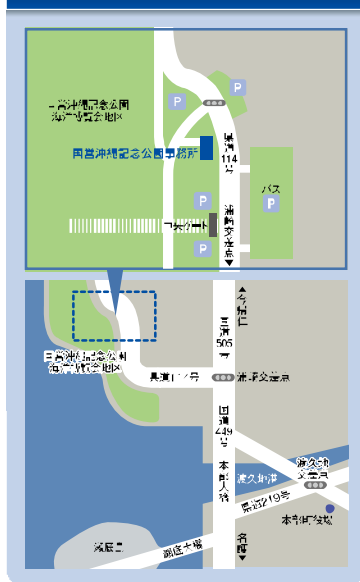 国営沖縄記念公園
海洋博覧会地区
P
P
国営沖縄記念公園事務所
県道
114
号
浦崎交差点▼
P
P
中央ゲート
バス
P
▲今帰仁
国道
505
号
国営沖縄記念公園
海洋博覧会地区
県道114号
浦崎交差点
国道
449
号
本部大橋
渡久地
交差点
渡久地港
県道219号
本部町役場
瀬底島
瀬底大橋
名護▼